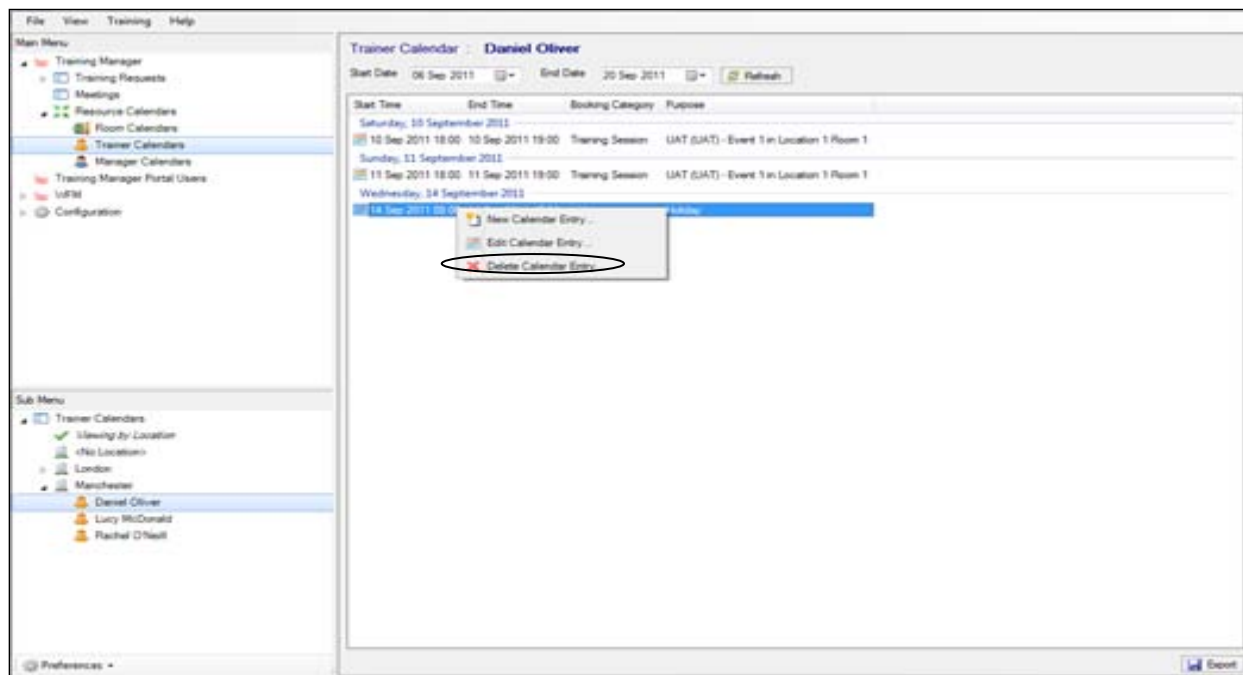 File View Training Help
Main Menu
Training Manager
Training Requests
Meetings
Resource Calendars
Room Calendars
Trainer Calendars
Manager Calendars
Training Manager Portal Users
WFM
Configuration
Sub Menu
Trainer Calendars
Viewing by Location
<No Location>
London
Manchester
Daniel Oliver
Lucy McDonald
Rachel O'Neill
Preferences
Trainer Calendar : Daniel Oliver
Start Date 06 Sep 2011 End Date 20 Sep 2011 Refresh
Start Time End Time Booking Category Purpose
Saturday, 10 September 2011
10 Sep 2011 18:00 10 Sep 2011 19:00 Training Session UAT (UAT) - Event 1 in Location 1 Room 1
Sunday, 11 September 2011
11 Sep 2011 18:00 11 Sep 2011 19:00 Training Session UAT (UAT) - Event 1 in Location 1 Room 1
Wednesday, 14 September 2011
14 Sep 2011 Holiday
New Calendar Entry...
Edit Calendar Entry...
Delete Calendar Entry...
Export